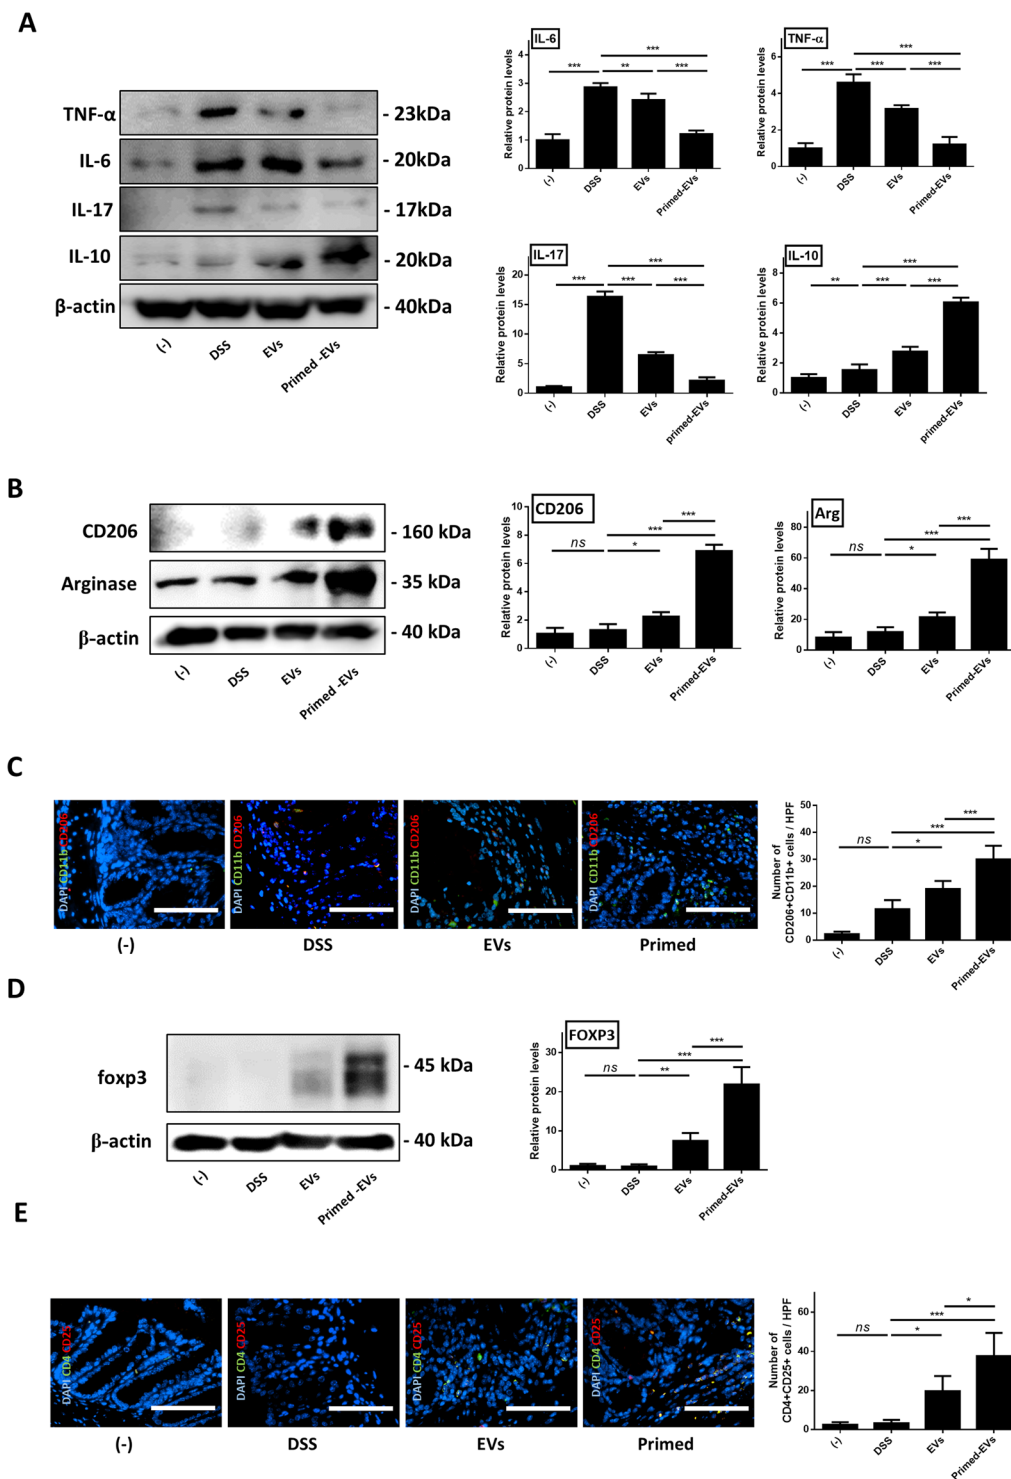 A
TNF-α
- 23kDa
IL-6
- 20kDa
IL-17
- 17kDa
IL-10
- 20kDa
β-actin
- 40kDa
(-)
DSS
EVs
Primed -EVs
IL-6
Relative protein levels
4
3
2
1
0
***
***
**
***
(-)
DSS
EVs
Primed-EVs
TNF-α
Relative protein levels
6
4
2
0
***
***
***
***
(-)
DSS
EVs
Primed-EVs
IL-17
Relative protein levels
20
15
10
5
0
***
***
***
***
(-)
DSS
EVs
primed-EVs
IL-10
Relative protein levels
10
8
6
4
2
0
***
**
***
***
(-)
DSS
EVs
primed-EVs
B
CD206
- 160 kDa
Arginase
- 35 kDa
β-actin
- 40 kDa
(-)
DSS
EVs
Primed -EVs
CD206
Relative protein levels
8
6
4
2
0
***
***
ns
*
(-)
DSS
EVs
Primed-EVs
Arg
Relative protein levels
80
60
40
20
0
***
***
ns
*
(-)
DSS
EVs
Primed-EVs
C
DAPI CD11b CD206
DAPI CD11b CD206
DAPI CD11b CD206
DAPI CD11b CD206
(-)
DSS
EVs
Primed
Number of
CD206+CD11b+ cells / HPF
50
40
30
20
10
0
***
***
ns
*
(-)
DSS
EVs
Primed-EVs
D
foxp3
- 45 kDa
β-actin
- 40 kDa
(-)
DSS
EVs
Primed -EVs
FOXP3
Relative protein levels
30
20
10
0
***
***
ns
**
(-)
DSS
EVs
Primed-EVs
E
DAPI CD4 CD25
DAPI CD4 CD25
DAPI CD4 CD25
DAPI CD4 CD25
(-)
DSS
EVs
Primed
Number of
CD4+CD25+ cells / HPF
60
40
20
0
*
***
ns
*
(-)
DSS
EVs
Primed-EVs